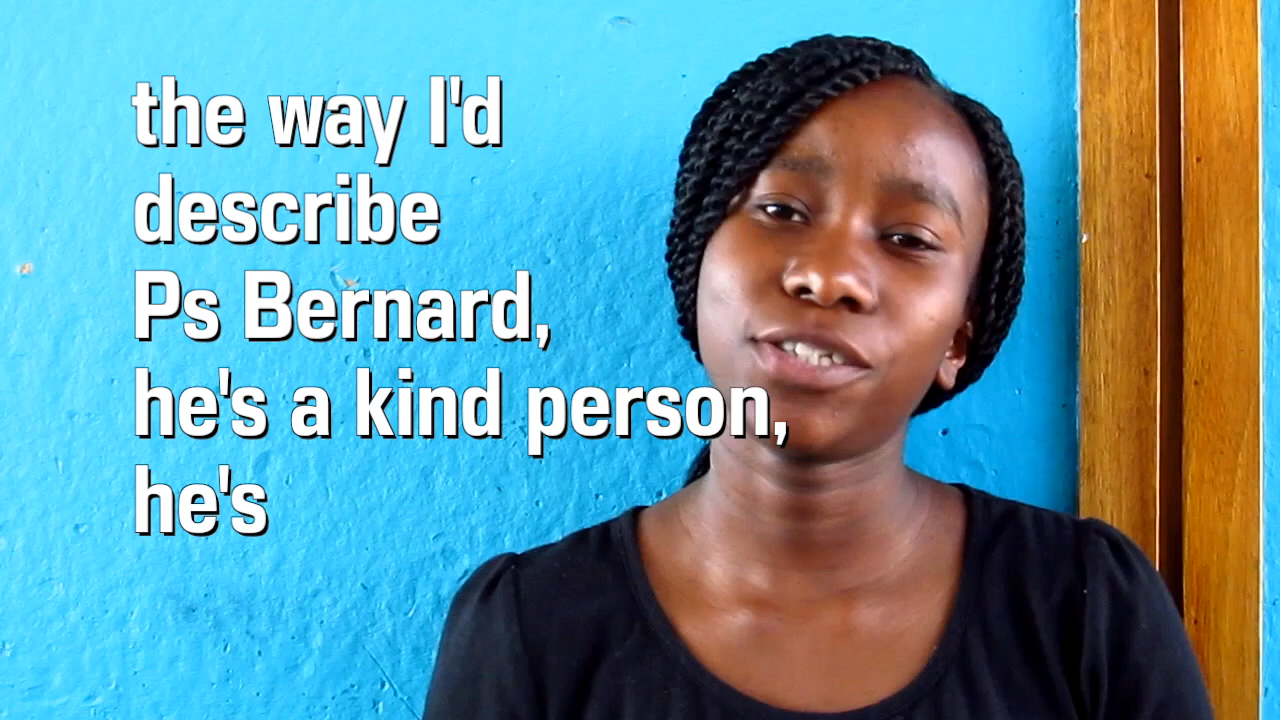 the way I'd
describe
Ps Bernard,
he's a kind person,
he's